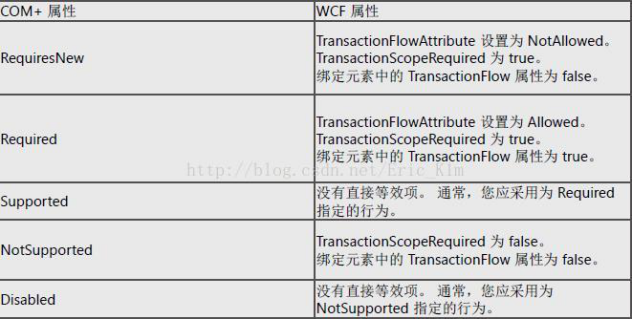 COM+ 属性
WCF 属性
RequiresNew
TransactionFlowAttribute 设置为 NotAllowed。
TransactionScopeRequired 为 true。
绑定元素中的 TransactionFlow 属性为 false。
Required
TransactionFlowAttribute 设置为 Allowed。
TransactionScopeRequired 为 true。
绑定元素中的 TransactionFlow 属性为 true。
http://blog.csdn.net/Eric_K1m
Supported
没有直接等效项。 通常，您应采用为 Required
指定的行为。
NotSupported
TransactionScopeRequired 为 false。
绑定元素中的 TransactionFlow 属性为 false。
Disabled
没有直接等效项。 通常，您应采用为
NotSupported 指定的行为。